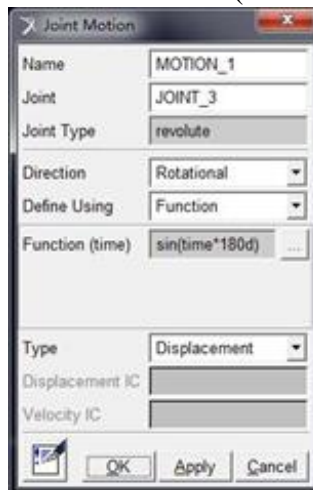 (
Joint Motion
Name MOTION_1
Joint JOINT_3
Joint Type revolute
Direction Rotational
Define Using Function
Function (time) sin(time*180d) ...
Type Displacement
Displacement IC
Velocity IC
OK Apply Cancel